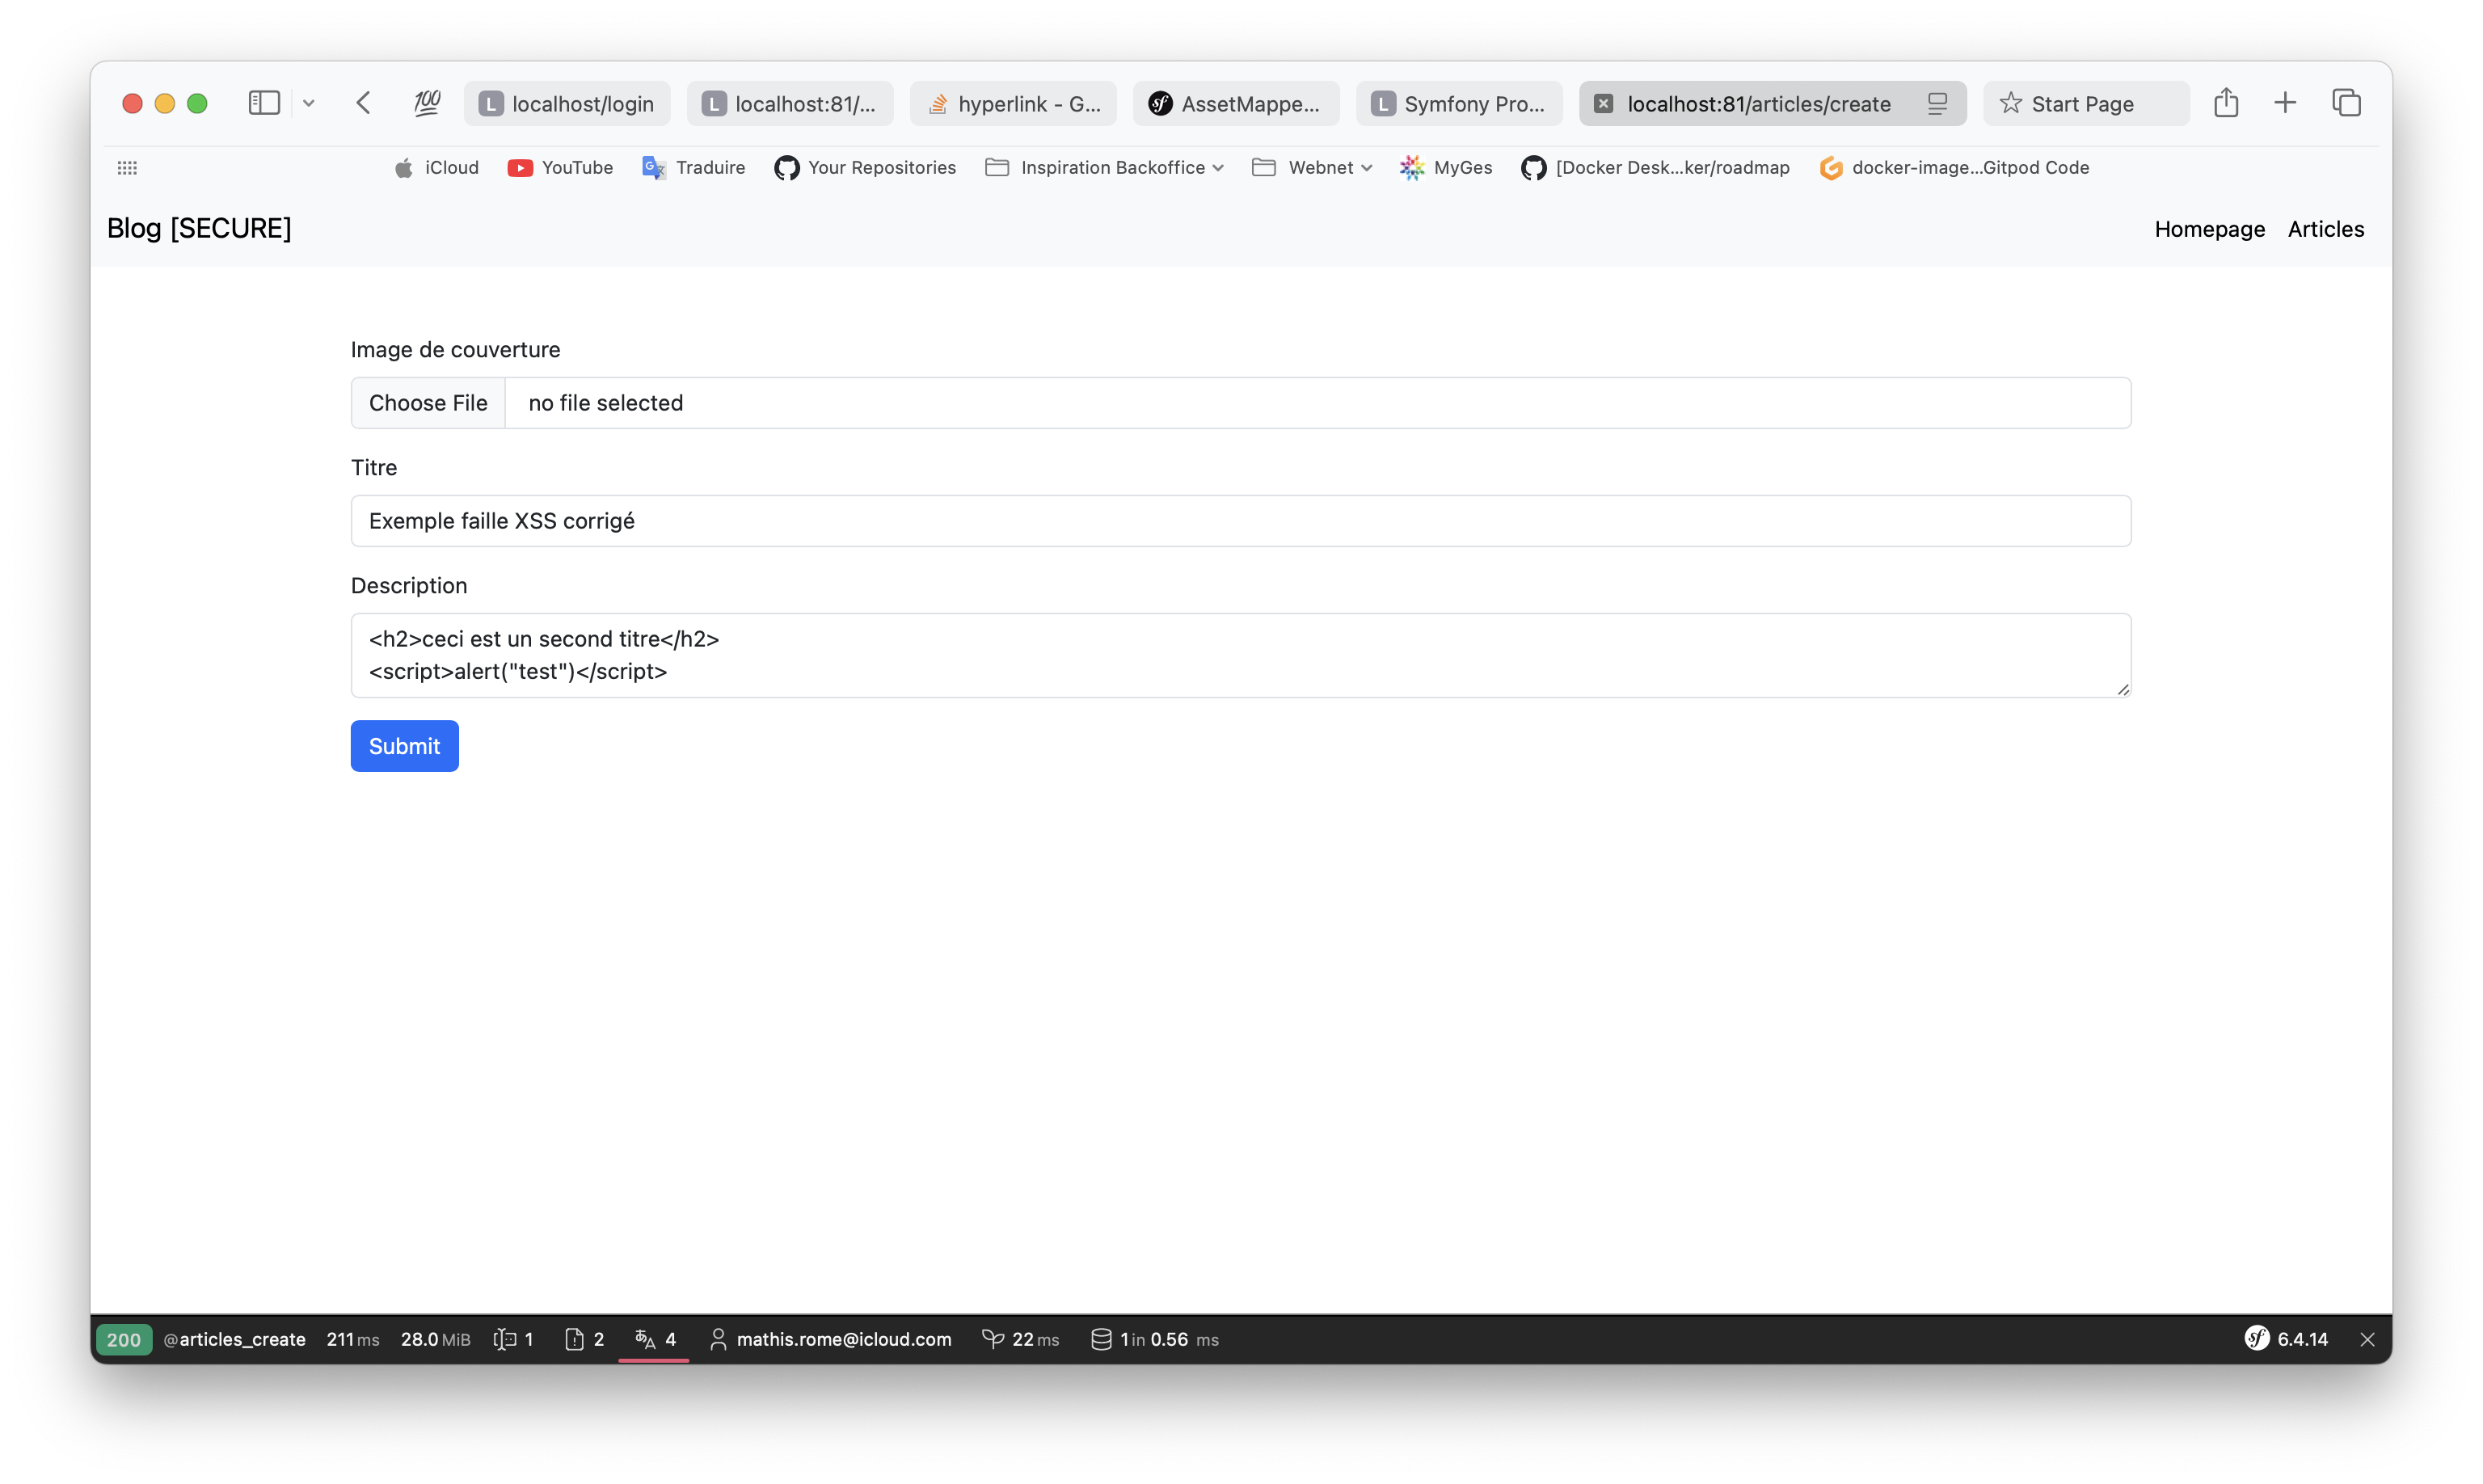 100 localhost/login localhost:81/... hyperlink - G... AssetMappe... Symfony Pro... localhost:81/articles/create Start Page
iCloud YouTube Traduire Your Repositories Inspiration Backoffice Webnet MyGes [Docker Desk...ker/roadmap docker-image...Gitpod Code
Blog [SECURE] Homepage Articles
Image de couverture
Choose File no file selected
Titre
Exemple faille XSS corrigé
Description
<h2>ceci est un second titre</h2>
<script>alert("test")</script>
Submit
200 @articles_create 211 ms 28.0 MiB 1 2 4 mathis.rome@icloud.com 22 ms 1 in 0.56 ms 6.4.14